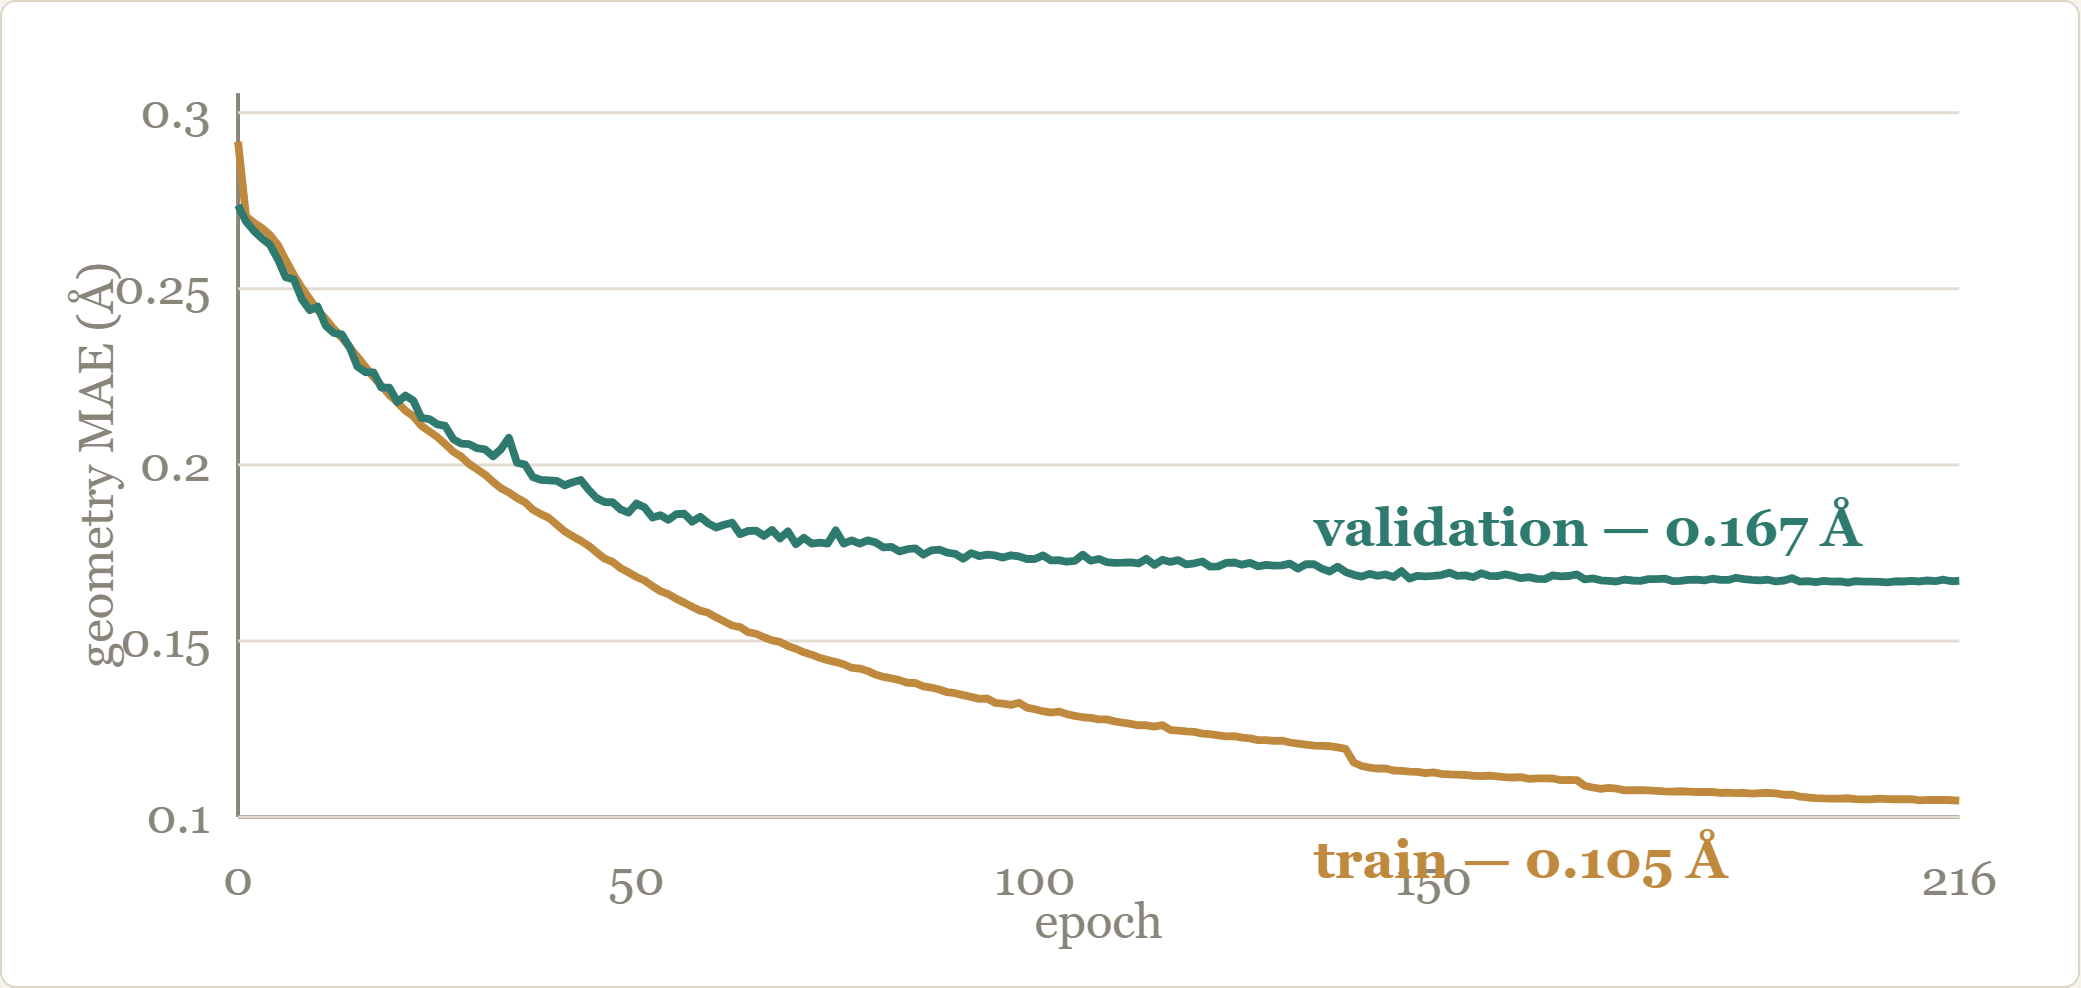 0.3
0.25
0.2
0.15
0.1
geometry MAE (Å)
validation — 0.167 Å
train — 0.105 Å
0
50
100
150
216
epoch